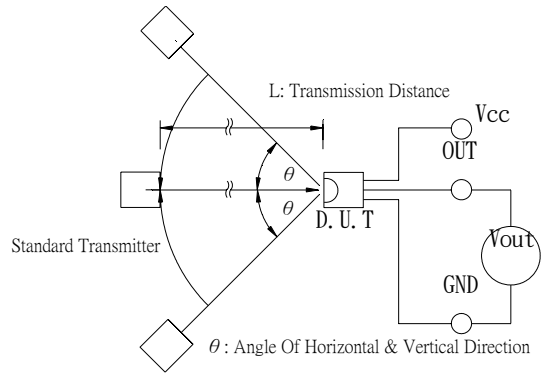 L: Transmission Distance
Vcc
OUT
θ
θ
D.U.T
Standard Transmitter
Vout
GND
θ : Angle Of Horizontal & Vertical Direction